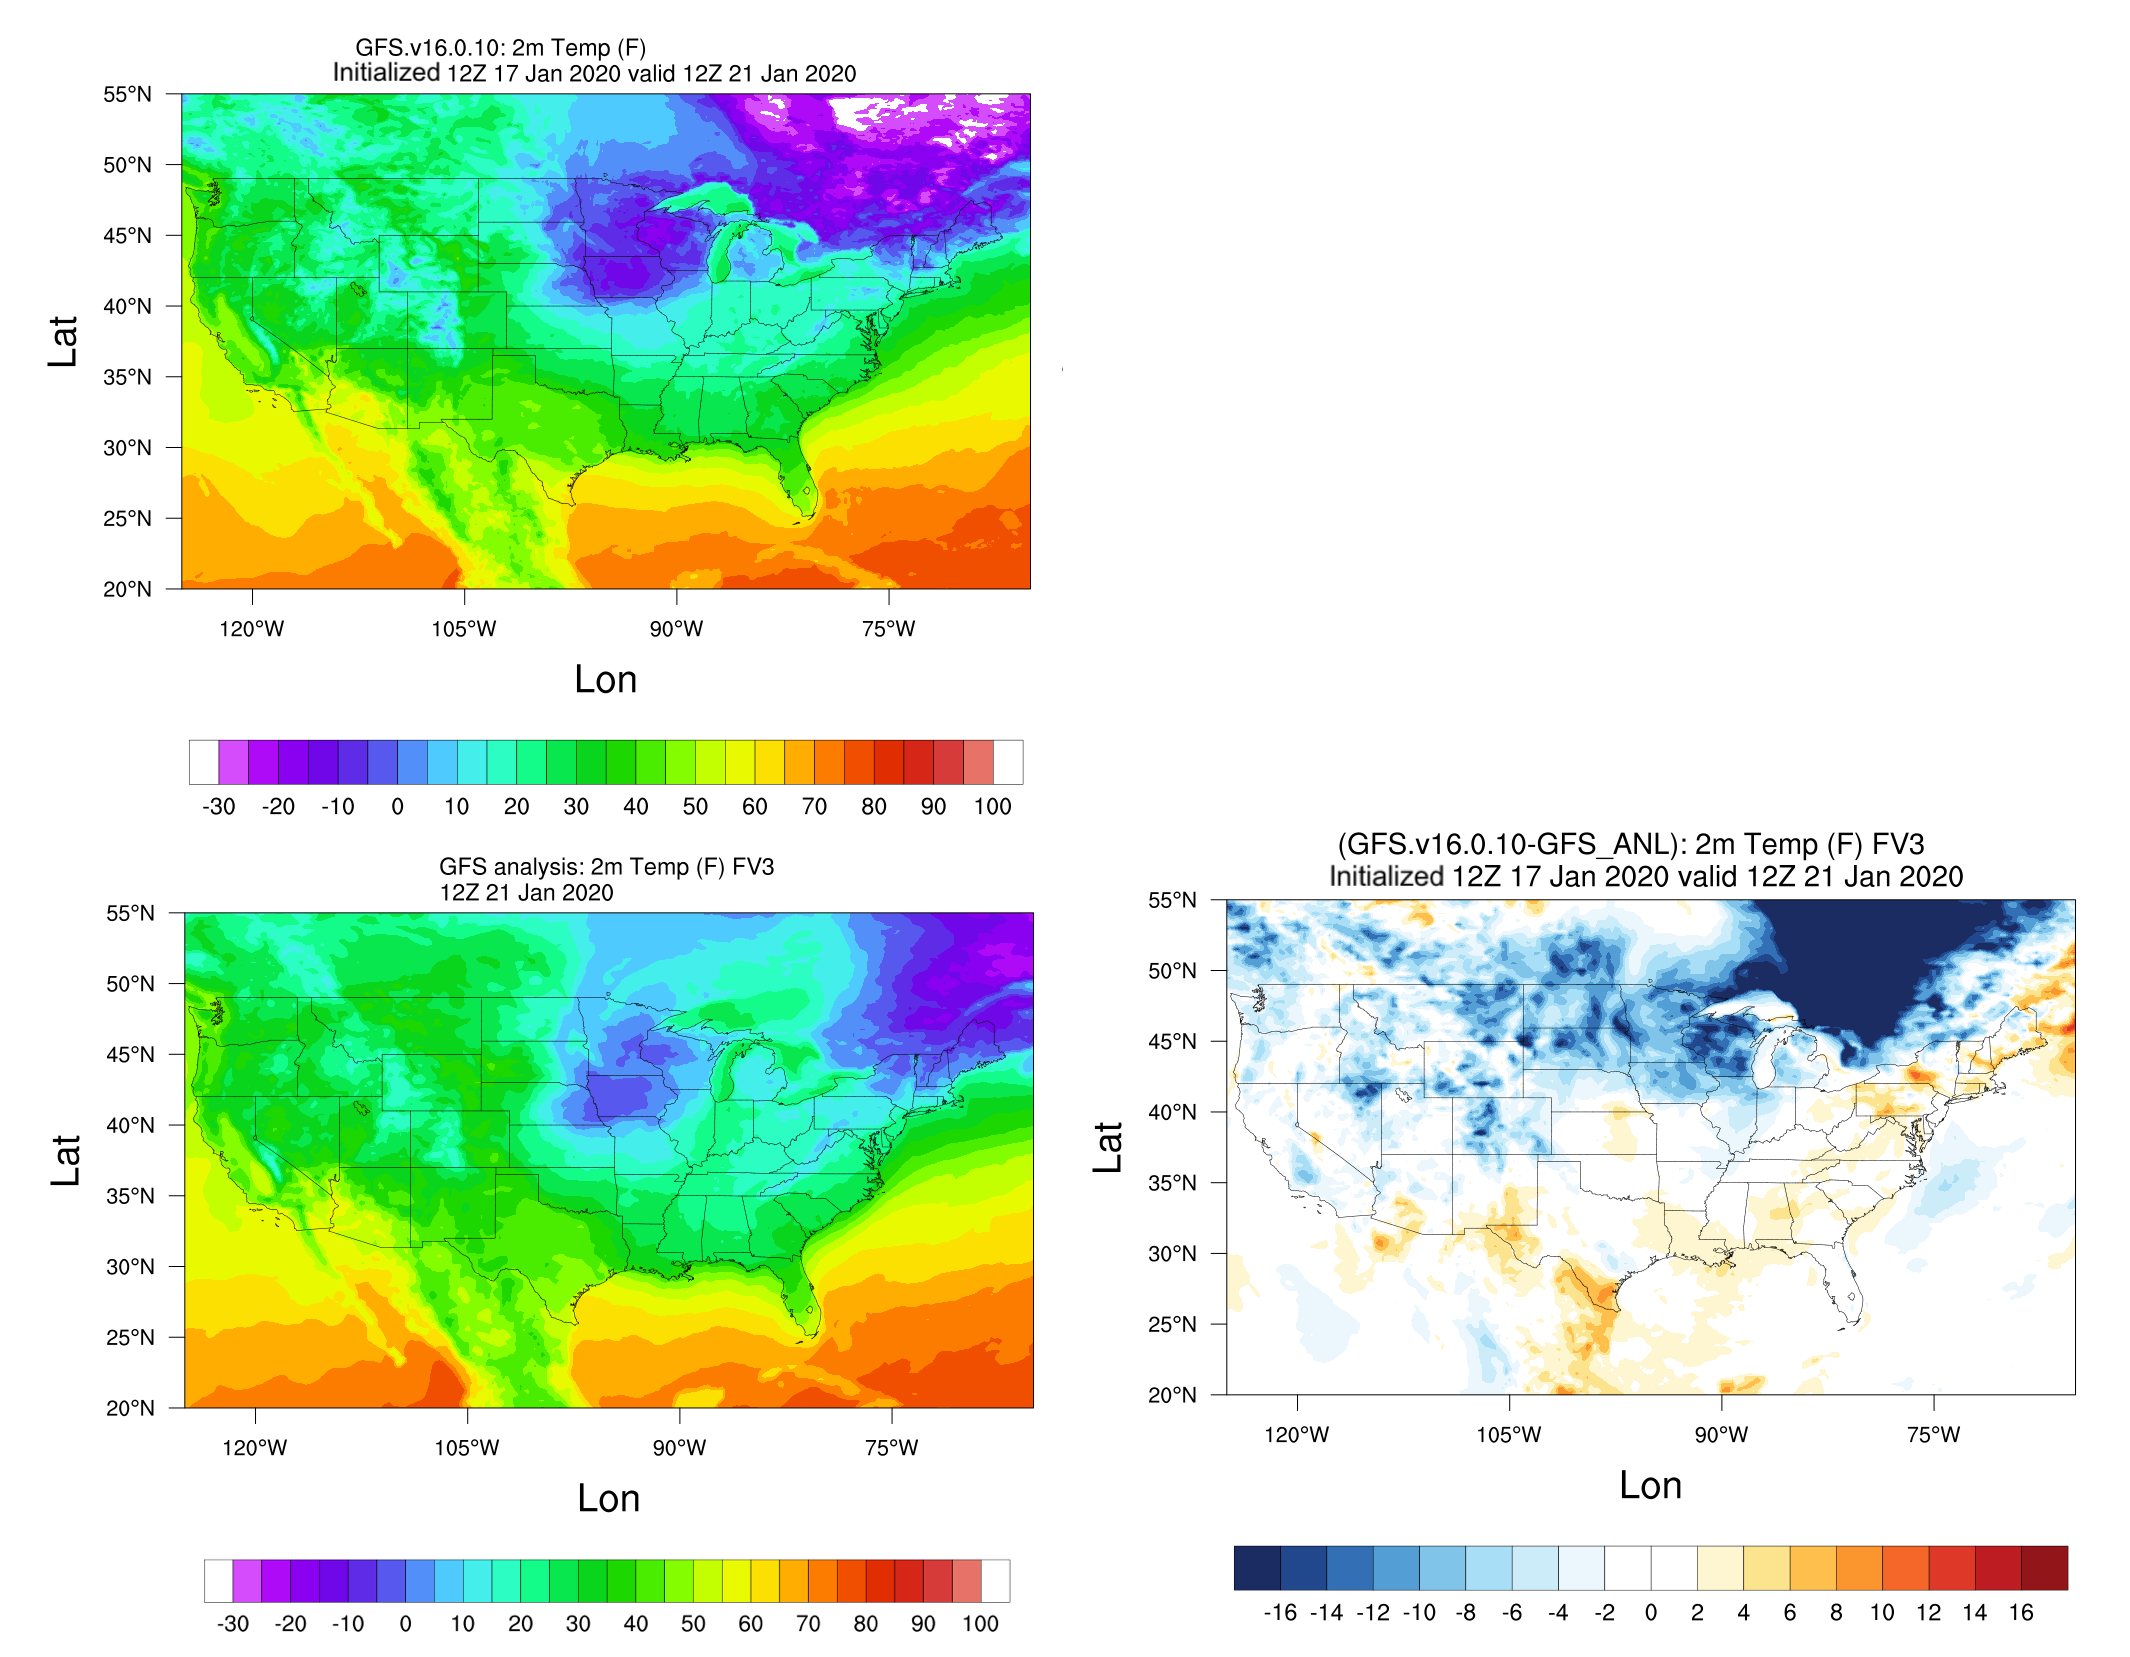 GFS.v16.0.10: 2m Temp (F)
Initialized 12Z 17 Jan 2020 valid 12Z 21 Jan 2020
55°N
50°N
45°N
40°N
35°N
30°N
25°N
20°N
Lat
120°W 105°W 90°W 75°W
Lon
-30 -20 -10 0 10 20 30 40 50 60 70 80 90 100
GFS analysis: 2m Temp (F) FV3
12Z 21 Jan 2020
55°N
50°N
45°N
40°N
35°N
30°N
25°N
20°N
Lat
120°W 105°W 90°W 75°W
Lon
-30 -20 -10 0 10 20 30 40 50 60 70 80 90 100
(GFS.v16.0.10-GFS_ANL): 2m Temp (F) FV3
Initialized 12Z 17 Jan 2020 valid 12Z 21 Jan 2020
55°N
50°N
45°N
40°N
35°N
30°N
25°N
20°N
Lat
120°W 105°W 90°W 75°W
Lon
-16 -14 -12 -10 -8 -6 -4 -2 0 2 4 6 8 10 12 14 16